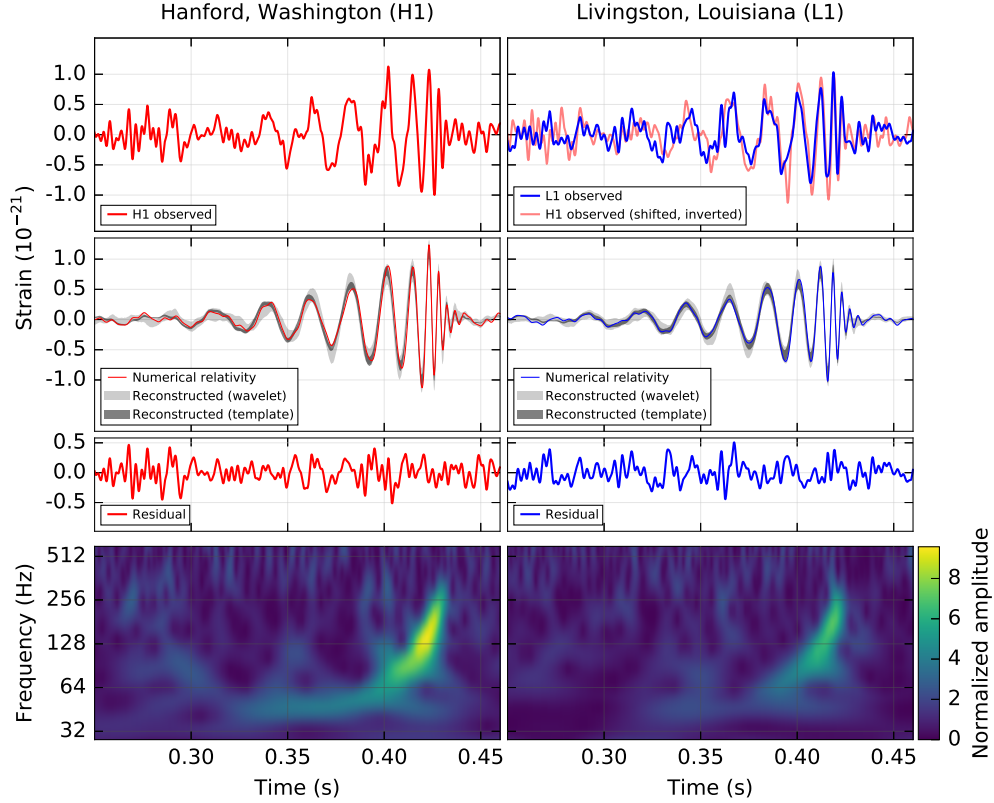 Hanford, Washington (H1)
Livingston, Louisiana (L1)
Strain (10⁻²¹)
1.0
0.5
0.0
-0.5
-1.0
H1 observed
L1 observed
H1 observed (shifted, inverted)
1.0
0.5
0.0
-0.5
-1.0
Numerical relativity
Reconstructed (wavelet)
Reconstructed (template)
Numerical relativity
Reconstructed (wavelet)
Reconstructed (template)
0.5
0.0
-0.5
Residual
Residual
Frequency (Hz)
512
256
128
64
32
Normalized amplitude
8
6
4
2
0
0.30 0.35 0.40 0.45
0.30 0.35 0.40 0.45
Time (s)
Time (s)